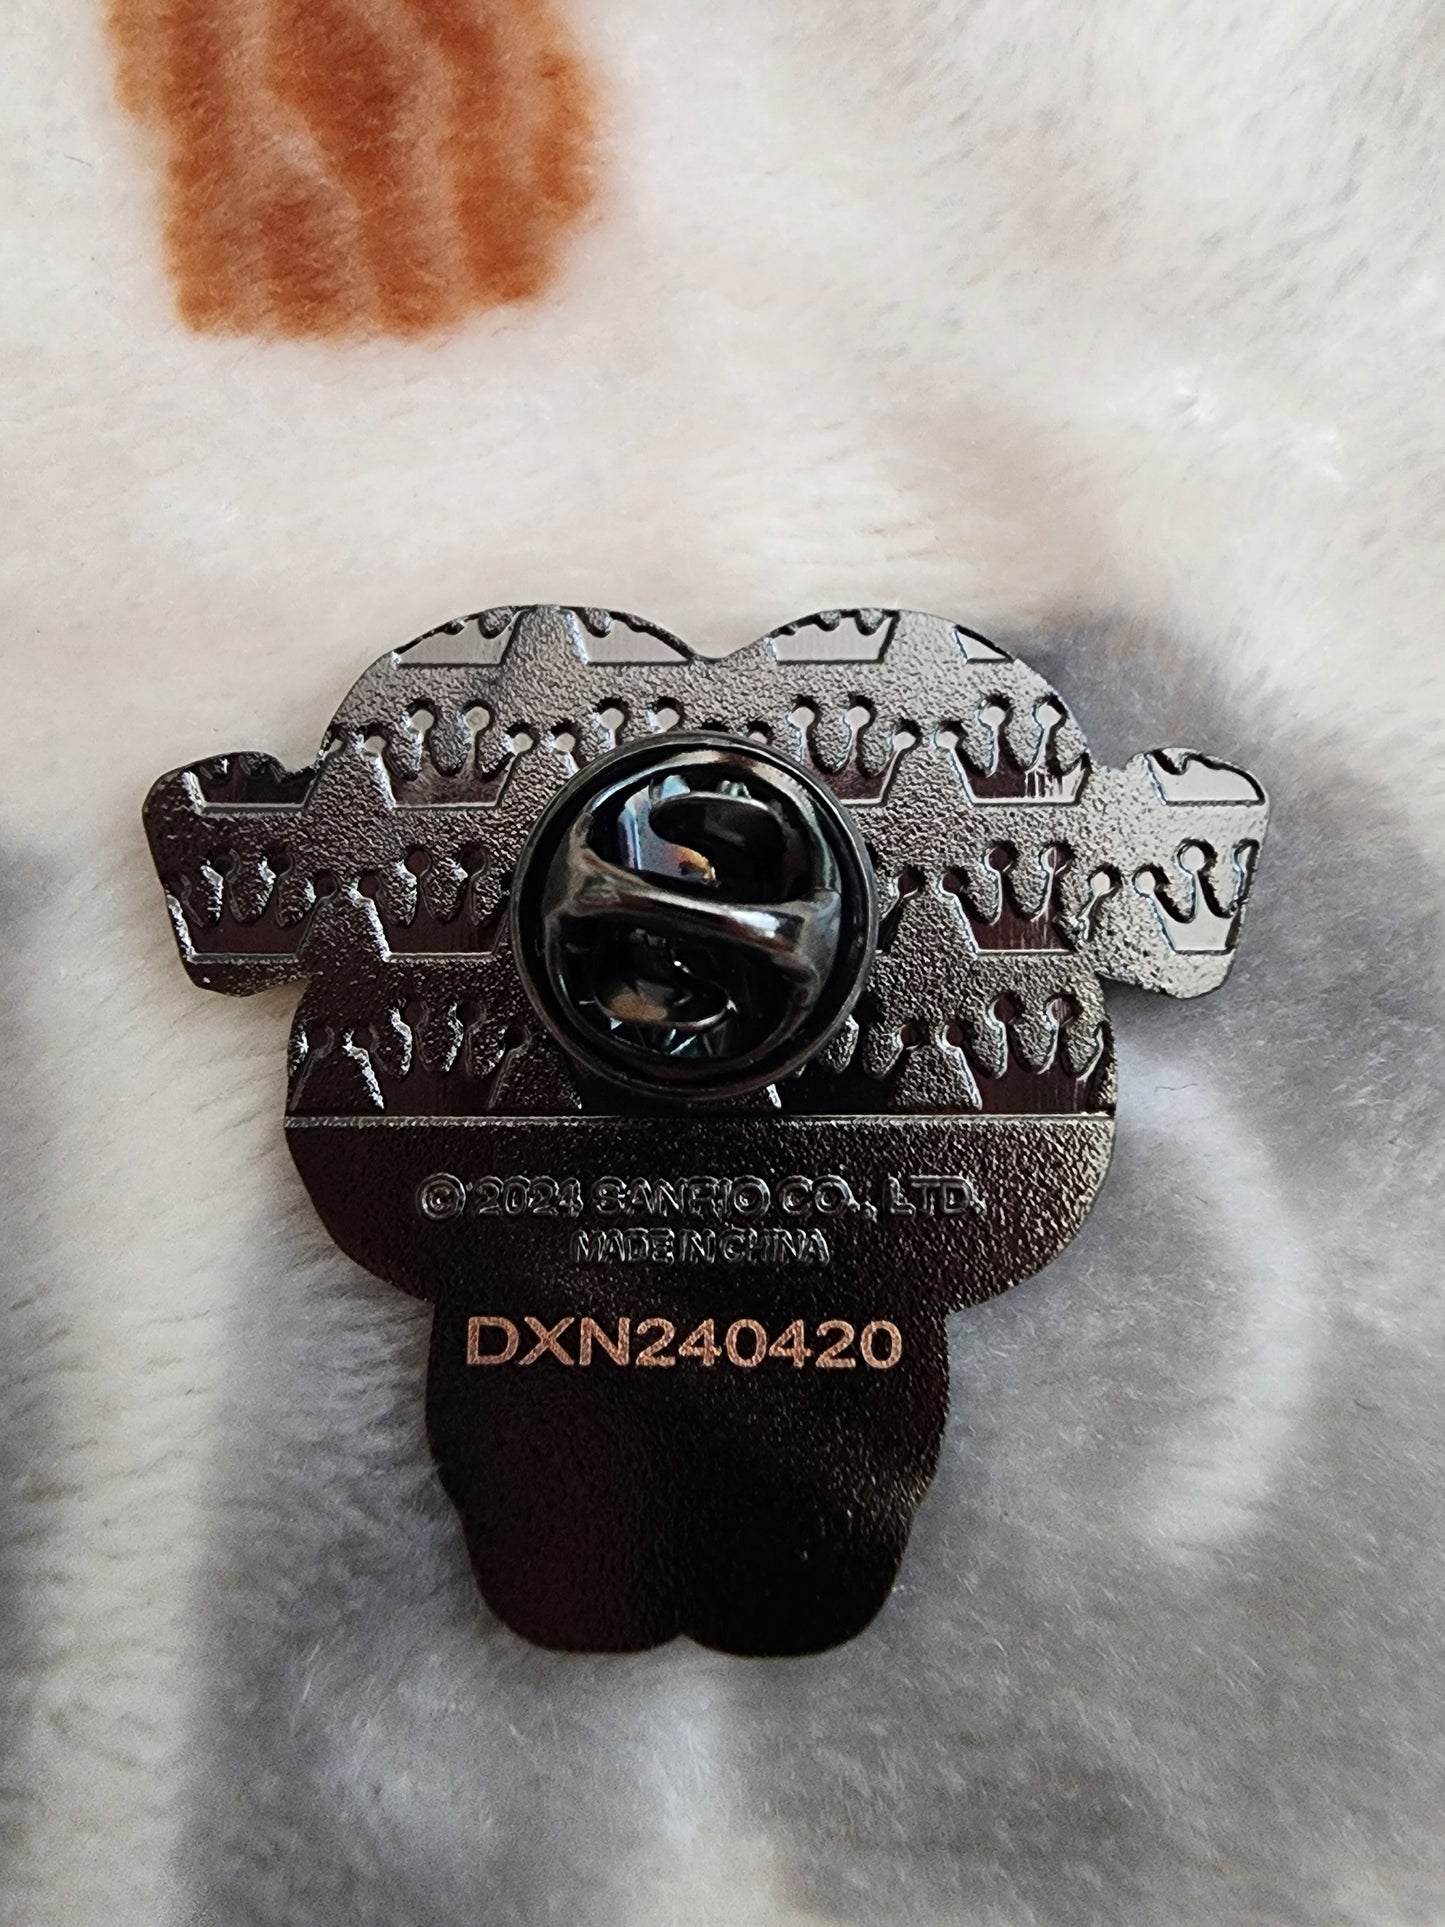 © 2024 SANRIO CO., LTD.
MADE IN CHINA
DXN240420